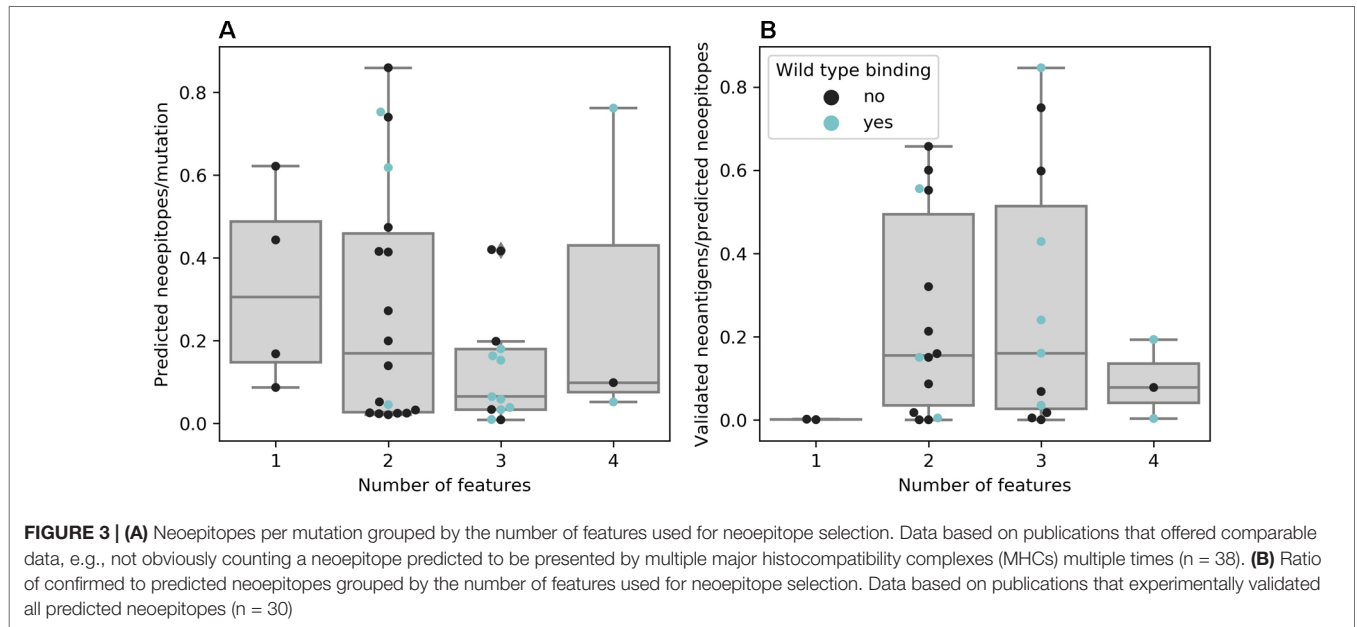 A
B
Predicted neoepitopes/mutation
0.8
0.6
0.4
0.2
0.0
1 2 3 4
Number of features
Validated neoantigens/predicted neoepitopes
0.8
0.6
0.4
0.2
0.0
Wild type binding
no
yes
1 2 3 4
Number of features
FIGURE 3 | (A) Neoepitopes per mutation grouped by the number of features used for neoepitope selection. Data based on publications that offered comparable
data, e.g., not obviously counting a neoepitope predicted to be presented by multiple major histocompatibility complexes (MHCs) multiple times (n = 38). (B) Ratio
of confirmed to predicted neoepitopes grouped by the number of features used for neoepitope selection. Data based on publications that experimentally validated
all predicted neoepitopes (n = 30)